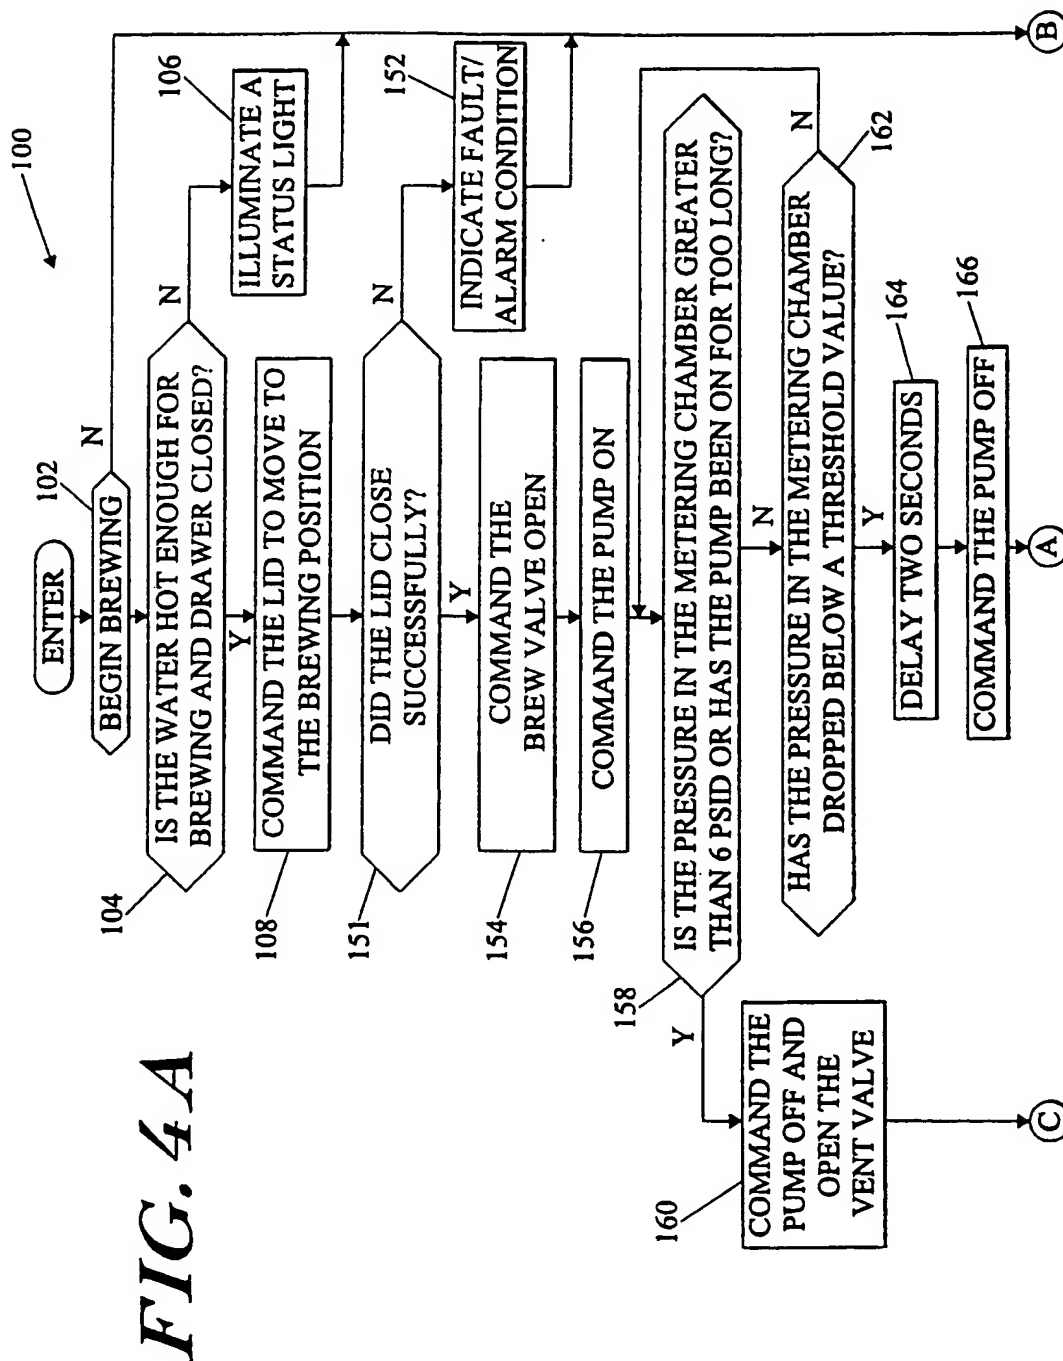 100
ENTER
102
BEGIN BREWING
N
104
IS THE WATER HOT ENOUGH FOR
BREWING AND DRAWER CLOSED?
N
106
ILLUMINATE A
STATUS LIGHT
Y
108
COMMAND THE LID TO MOVE TO
THE BREWING POSITION
151
DID THE LID CLOSE
SUCCESSFULLY?
N
152
INDICATE FAULT/
ALARM CONDITION
Y
154
COMMAND THE
BREW VALVE OPEN
156
COMMAND THE PUMP ON
158
IS THE PRESSURE IN THE METERING CHAMBER GREATER
THAN 6 PSID OR HAS THE PUMP BEEN ON FOR TOO LONG?
Y
160
COMMAND THE
PUMP OFF AND
OPEN THE
VENT VALVE
N
162
HAS THE PRESSURE IN THE METERING CHAMBER
DROPPED BELOW A THRESHOLD VALUE?
N
Y
164
DELAY TWO SECONDS
166
COMMAND THE PUMP OFF
C
A
B
FIG. 4A